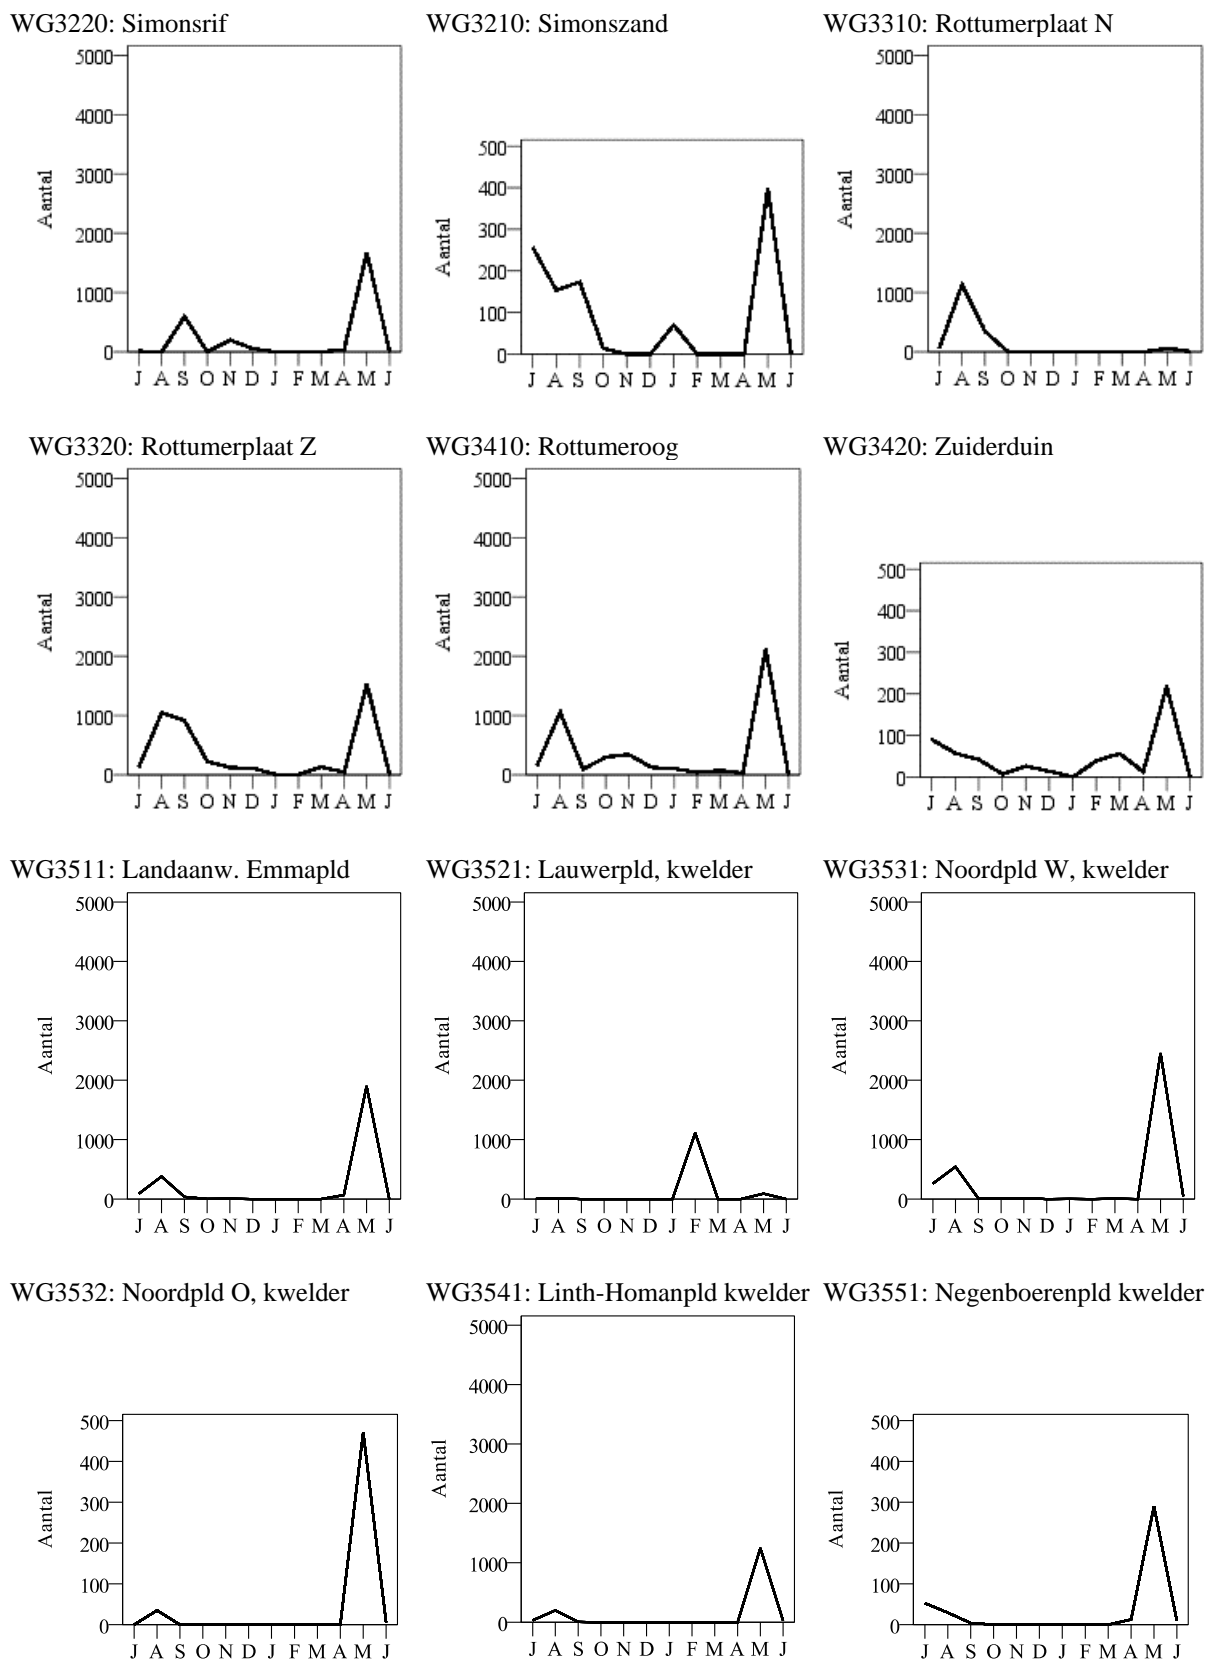 WG3220: Simonsrif
WG3210: Simonszand
WG3310: Rottumerplaat N
5000
4000
3000
2000
1000
0
Aantal
J A S O N D J F M A M J
500
400
300
200
100
0
Aantal
J A S O N D J F M A M J
5000
4000
3000
2000
1000
0
Aantal
J A S O N D J F M A M J
WG3320: Rottumerplaat Z
WG3410: Rottumeroog
WG3420: Zuiderduin
5000
4000
3000
2000
1000
0
Aantal
J A S O N D J F M A M J
5000
4000
3000
2000
1000
0
Aantal
J A S O N D J F M A M J
500
400
300
200
100
0
Aantal
J A S O N D J F M A M J
WG3511: Landaanw. Emmapld
WG3521: Lauwerpld, kwelder
WG3531: Noordpld W, kwelder
5000
4000
3000
2000
1000
0
Aantal
J A S O N D J F M A M J
5000
4000
3000
2000
1000
0
Aantal
J A S O N D J F M A M J
5000
4000
3000
2000
1000
0
Aantal
J A S O N D J F M A M J
WG3532: Noordpld O, kwelder
WG3541: Linth-Homanpld kwelder
WG3551: Negenboerenpld kwelder
500
400
300
200
100
0
Aantal
J A S O N D J F M A M J
5000
4000
3000
2000
1000
0
Aantal
J A S O N D J F M A M J
500
400
300
200
100
0
Aantal
J A S O N D J F M A M J